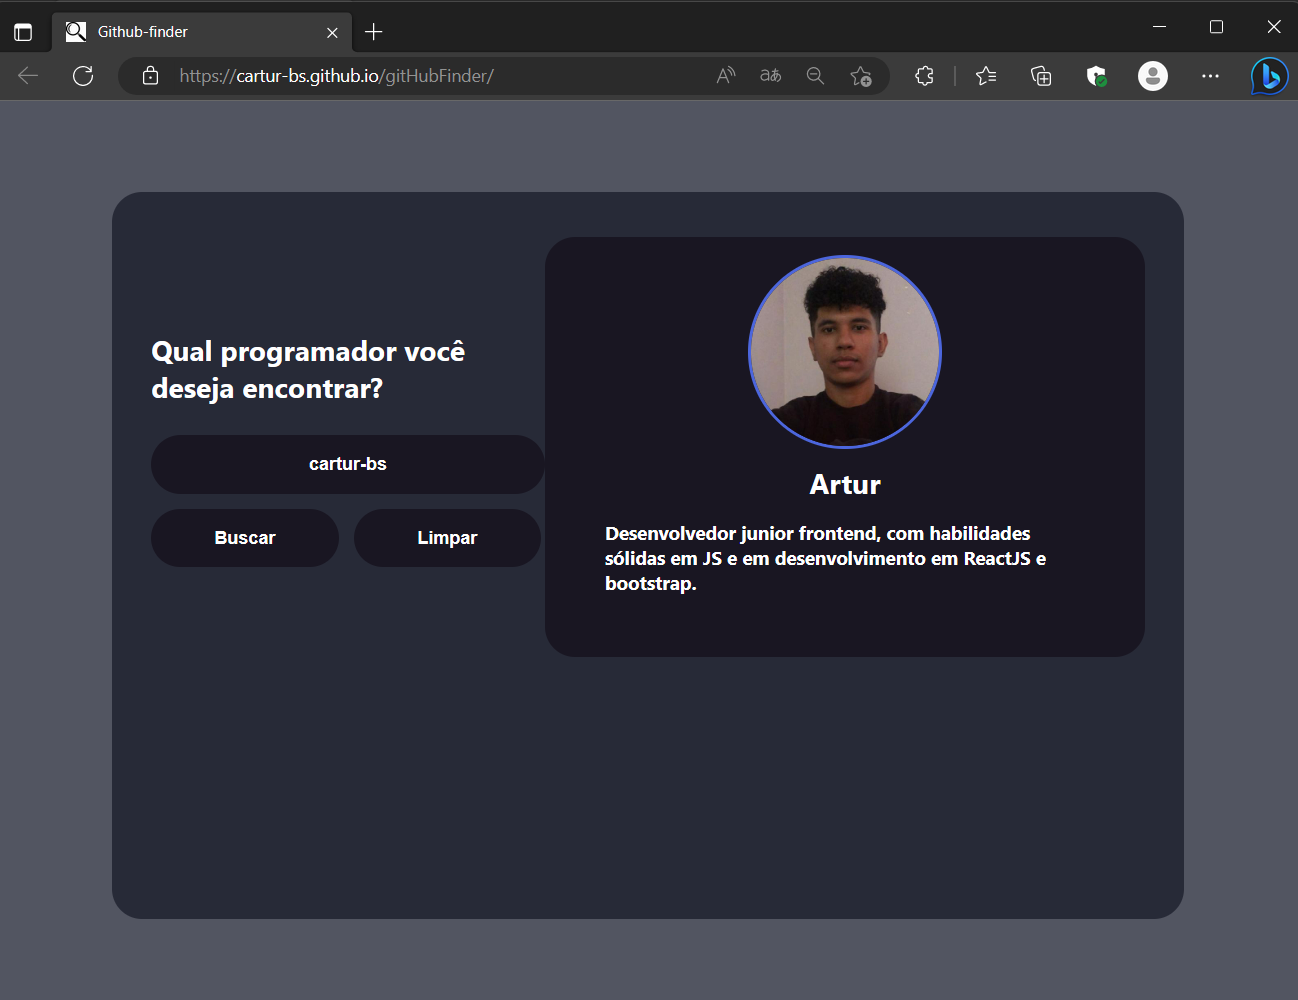 Github-finder
https://cartur-bs.github.io/gitHubFinder/
Qual programador você
deseja encontrar?
cartur-bs
Buscar
Limpar
Artur
Desenvolvedor junior frontend, com habilidades
sólidas em JS e em desenvolvimento em ReactJS e
bootstrap.